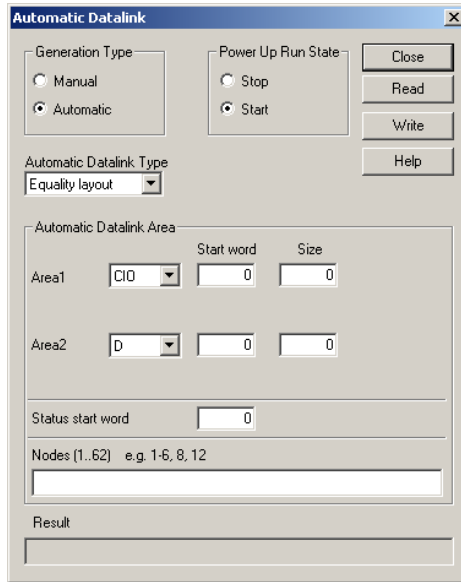 Automatic Datalink
Generation Type
Manual
Automatic
Power Up Run State
Stop
Start
Close
Read
Write
Help
Automatic Datalink Type
Equality layout
Automatic Datalink Area
Start word Size
Area1 CIO 0 0
Area2 D 0 0
Status start word 0
Nodes (1..62) e.g. 1-6, 8, 12
Result